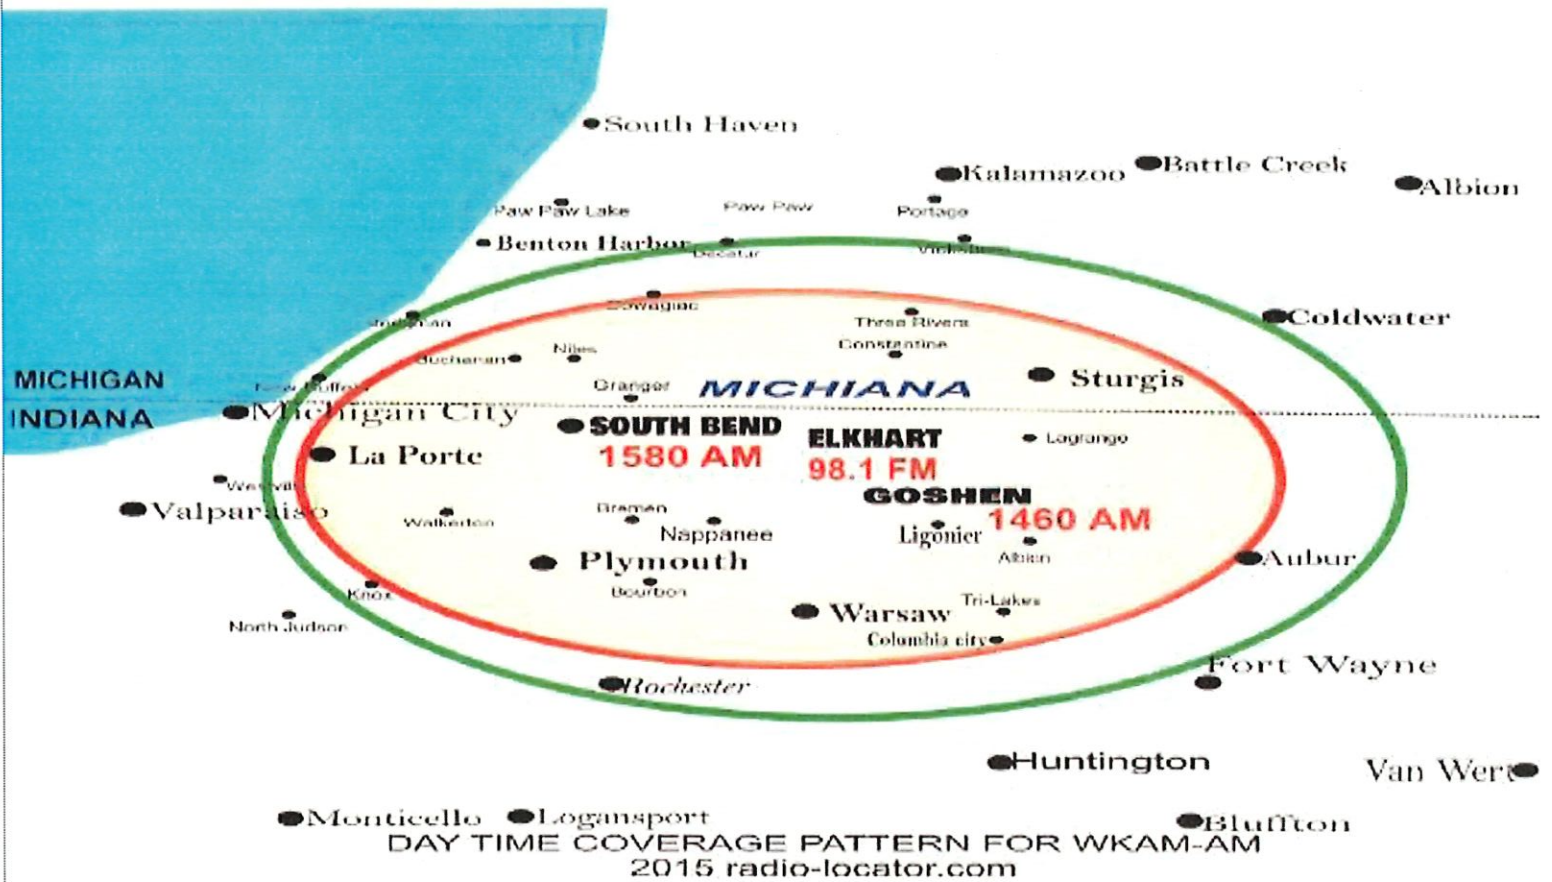 South Haven
Kalamazoo
Battle Creek
Albion
Paw Paw Lake
Paw Paw
Portage
Benton Harbor
Decatur
Coldwater
Three Rivers
Constantine
Buchanan
Niles
MICHIGAN
Granger
MICHIANA
Sturgis
INDIANA
Michigan City
SOUTH BEND
ELKHART
Lagrange
La Porte
1580 AM
98.1 FM
GOSHEN
Valparaiso
Walkerton
Bremen
Nappanee
Ligonier
1460 AM
Albion
Plymouth
Aubur
Bourbon
Knox
Warsaw
Tri-Lakes
North Judson
Columbia city
Rochester
Fort Wayne
Huntington
Van Wert
Monticello
Logansport
Bluffton
DAY TIME COVERAGE PATTERN FOR WKAM-AM
2015 radio-locator.com